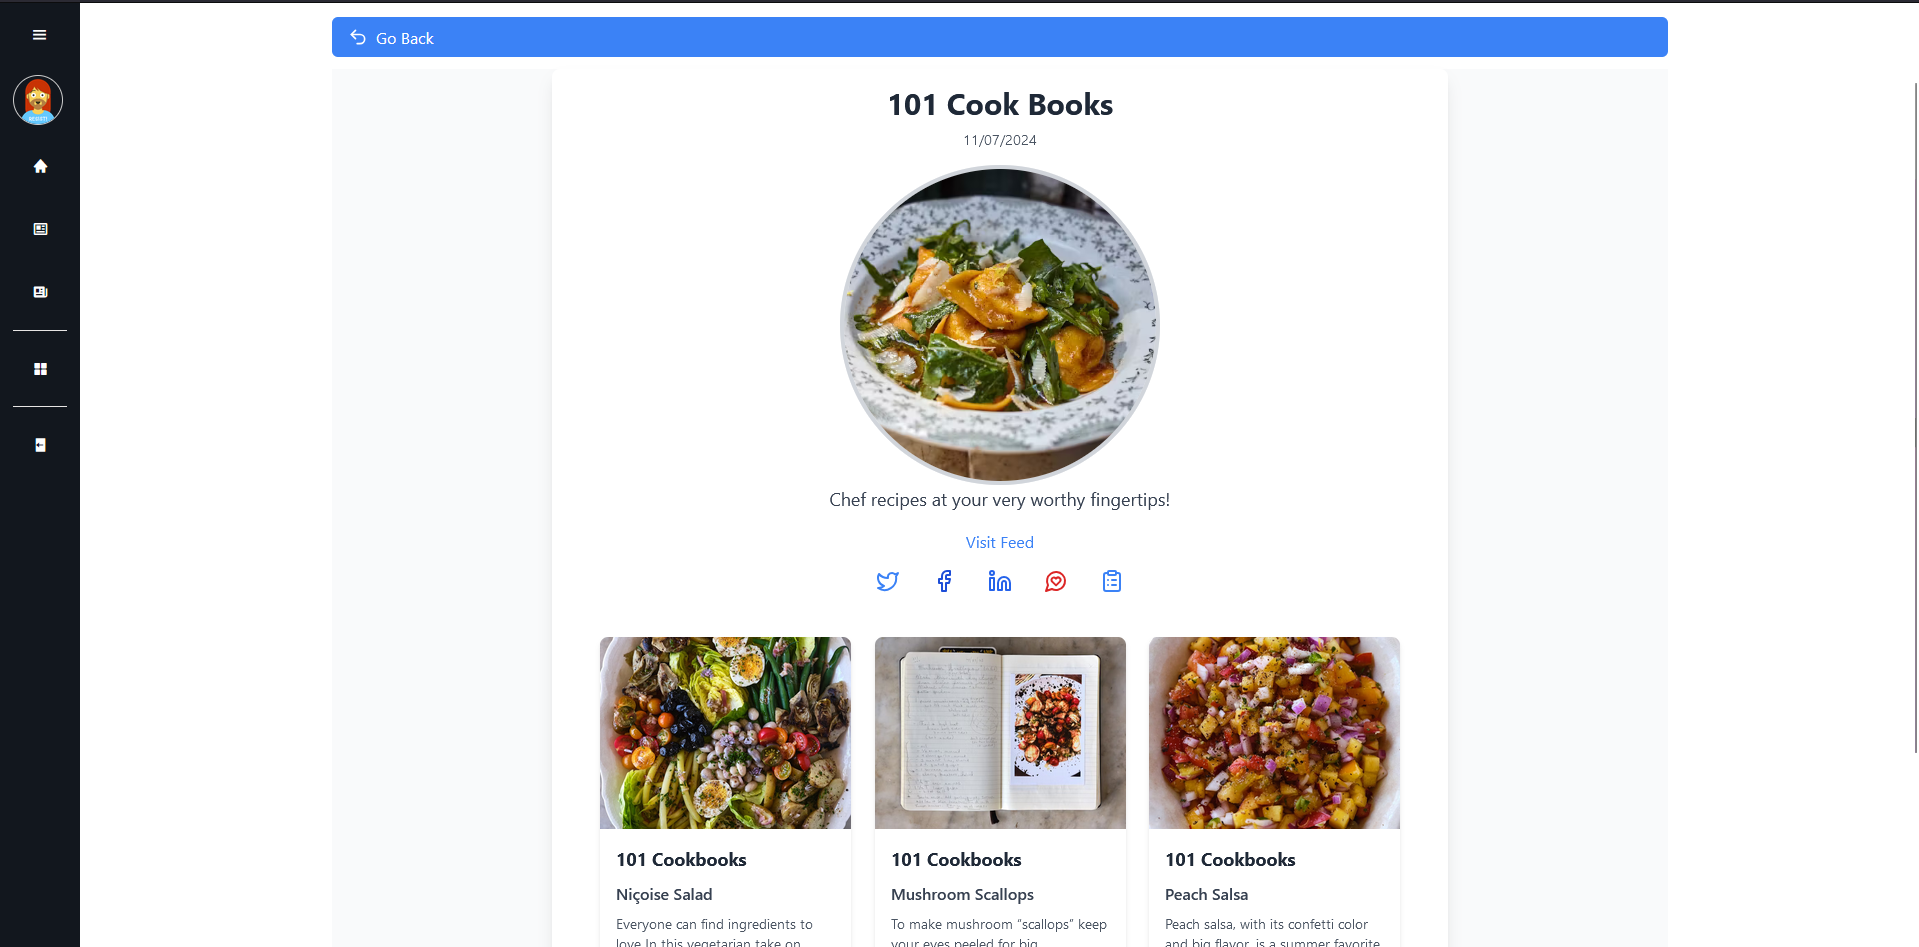 Go Back
101 Cook Books
11/07/2024
Chef recipes at your very worthy fingertips!
Visit Feed
101 Cookbooks
Niçoise Salad
Everyone can find ingredients to
love In this vegetarian take on
101 Cookbooks
Mushroom Scallops
To make mushroom “scallops” keep
your eyes peeled for big
101 Cookbooks
Peach Salsa
Peach salsa, with its confetti color
and big flavor, is a summer favorite